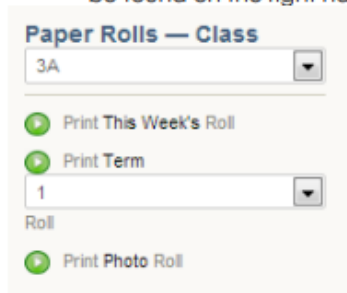 Paper Rolls — Class
3A
Print This Week's Roll
Print Term
1
Roll
Print Photo Roll